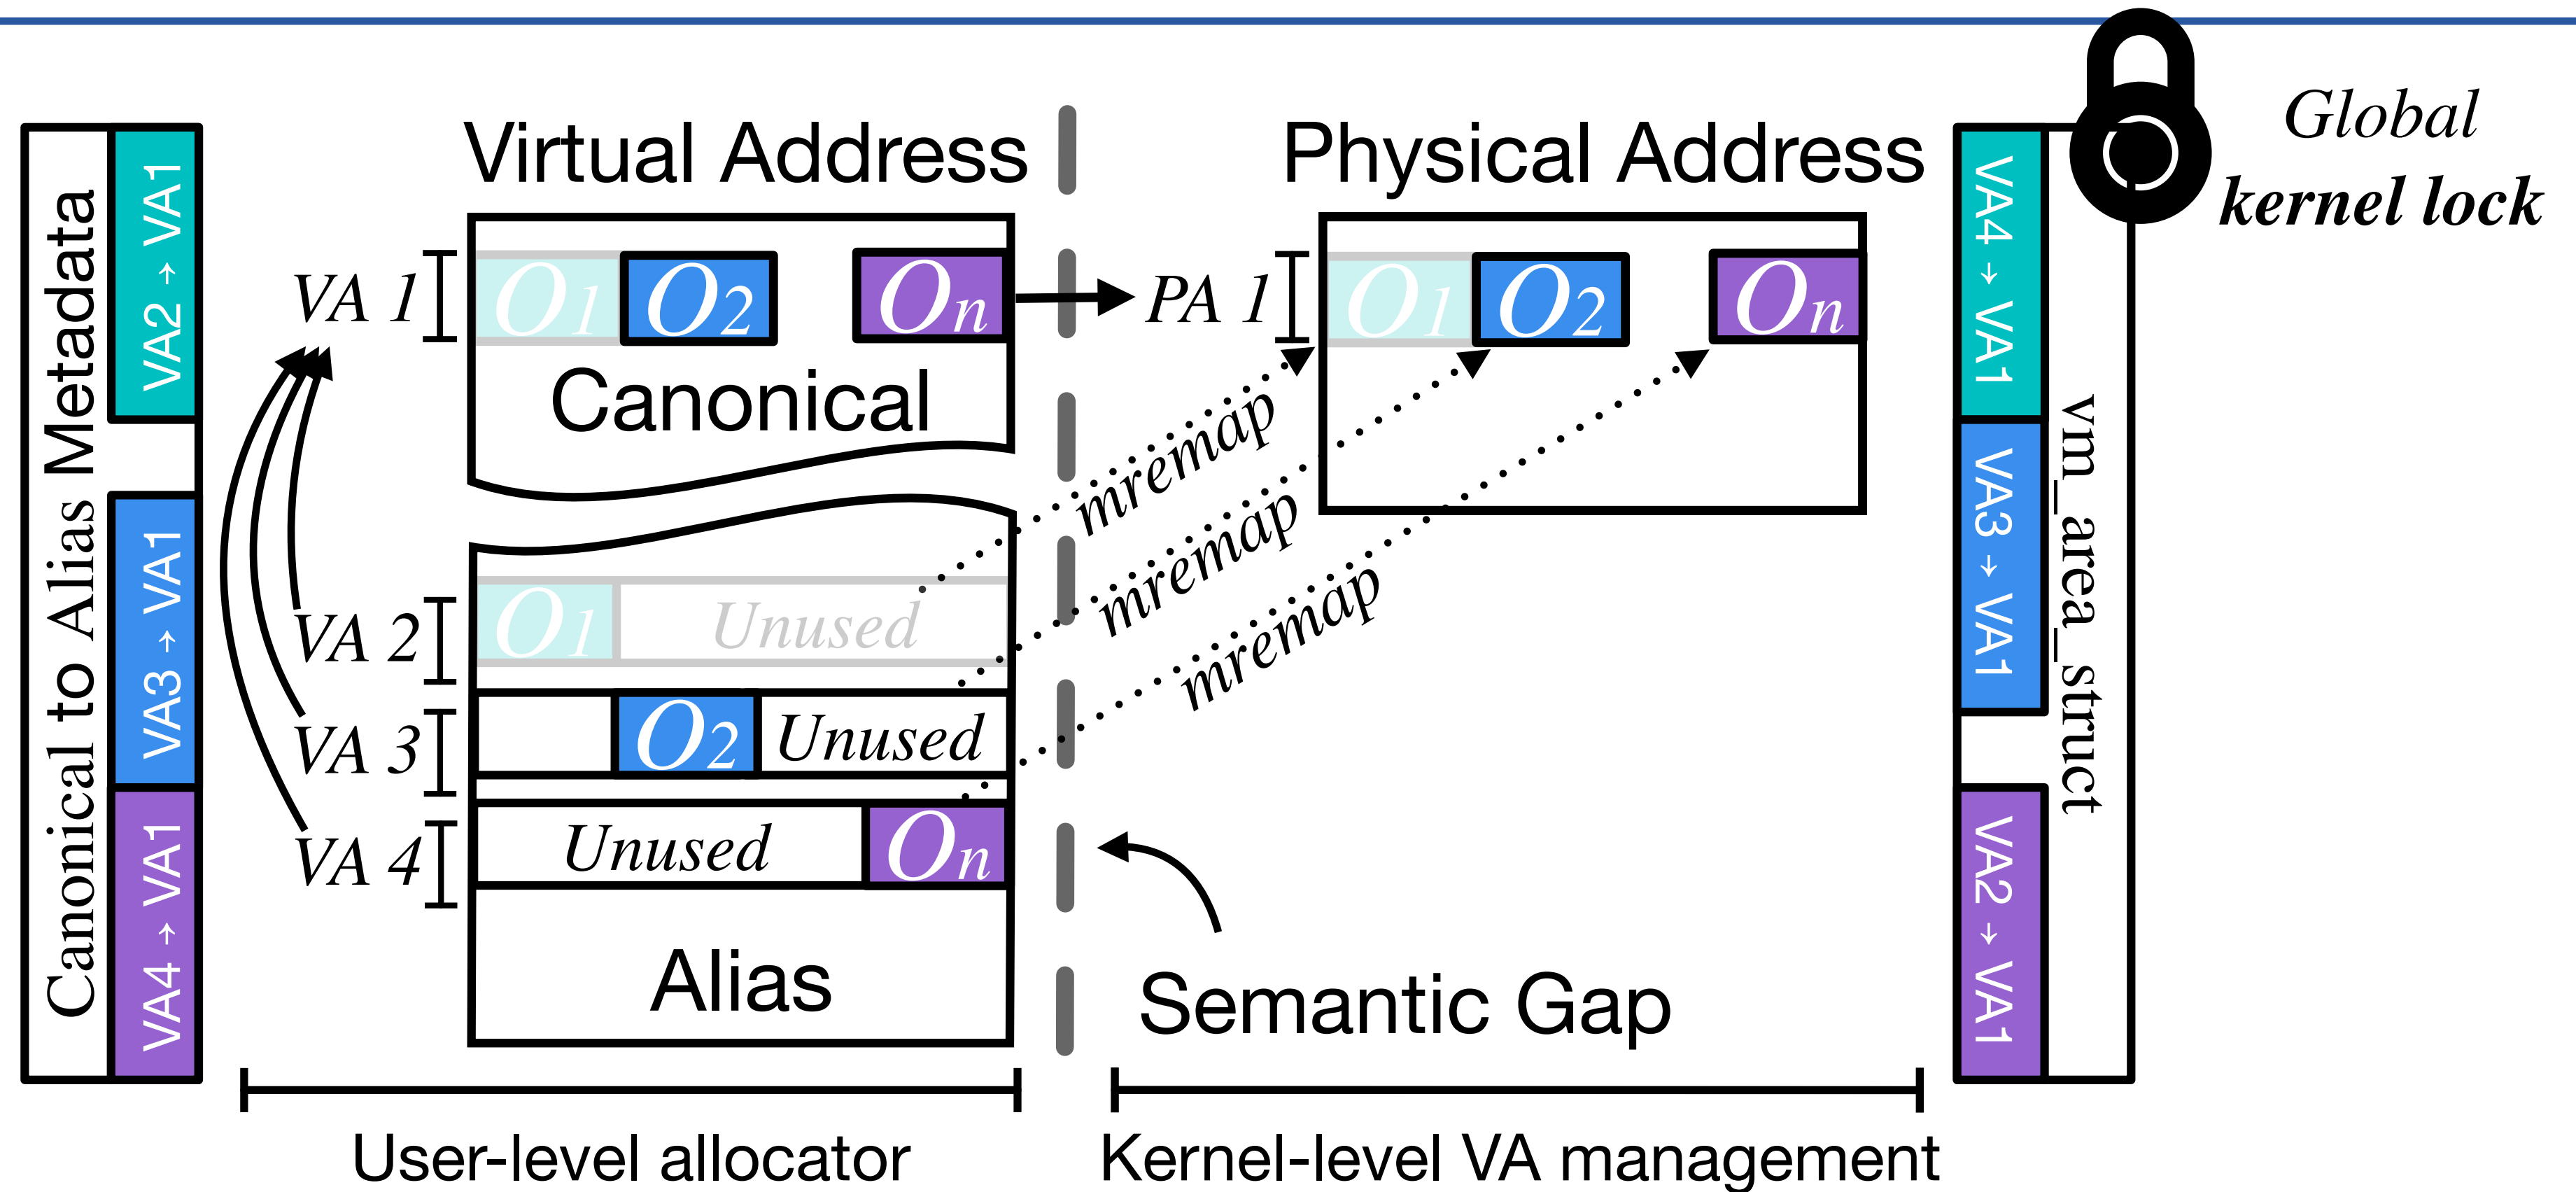 Global
kernel lock
Virtual Address
Physical Address
Canonical to Alias Metadata
VA2 → VA1
VA3 → VA1
VA4 → VA1
VA 1
O1
O2
On
Canonical
PA 1
O1
O2
On
mremap
mremap
mremap
VA 2
O1
Unused
VA 3
O2
Unused
VA 4
Unused
On
Alias
Semantic Gap
VA4 → VA1
VA3 → VA1
VA2 → VA1
vm_area_struct
User-level allocator
Kernel-level VA management